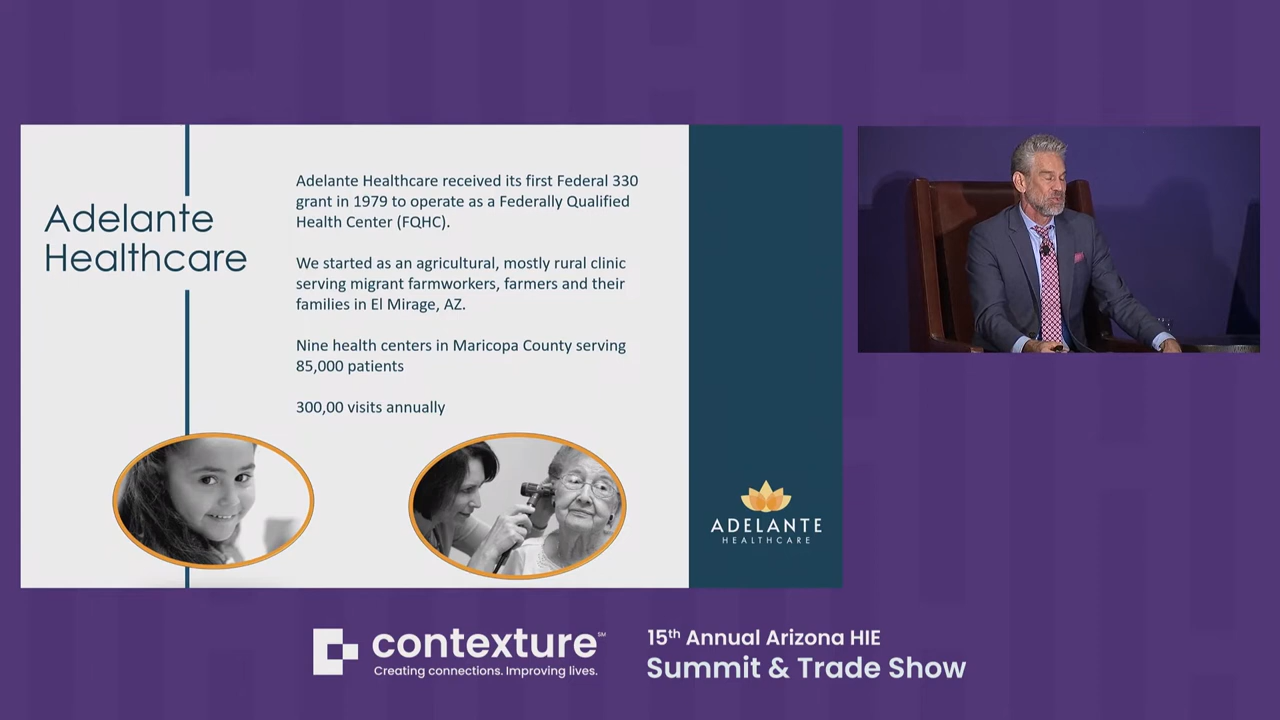 Adelante
Healthcare
Adelante Healthcare received its first Federal 330
grant in 1979 to operate as a Federally Qualified
Health Center (FQHC).
We started as an agricultural, mostly rural clinic
serving migrant farmworkers, farmers and their
families in El Mirage, AZ.
Nine health centers in Maricopa County serving
85,000 patients
300,00 visits annually
ADELANTE
HEALTHCARE
contexture℠
Creating connections. Improving lives.
15th Annual Arizona HIE
Summit & Trade Show